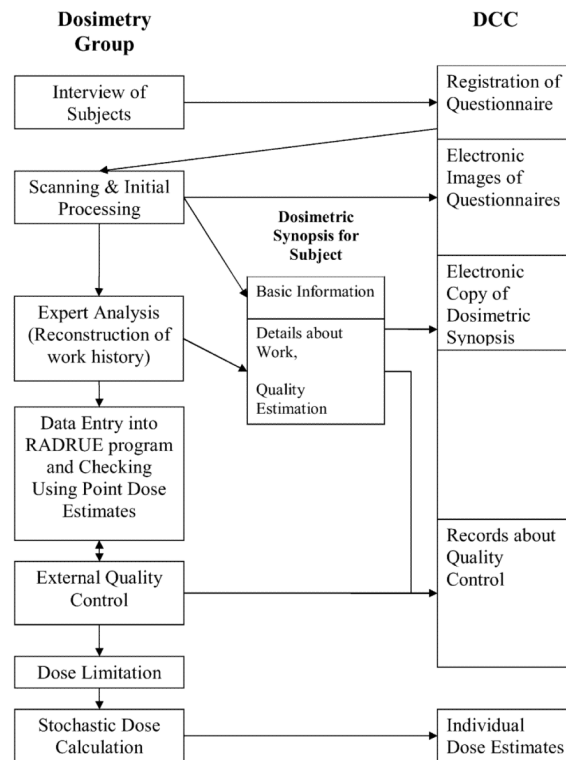 Dosimetry
Group
DCC
Interview of
Subjects
Registration of
Questionnaire
Scanning & Initial
Processing
Electronic
Images of
Questionnaires
Dosimetric
Synopsis for
Subject
Basic Information
Details about
Work,
Quality
Estimation
Electronic
Copy of
Dosimetric
Synopsis
Expert Analysis
(Reconstruction of
work history)
Data Entry into
RADRUE program
and Checking
Using Point Dose
Estimates
External Quality
Control
Records about
Quality
Control
Dose Limitation
Stochastic Dose
Calculation
Individual
Dose Estimates